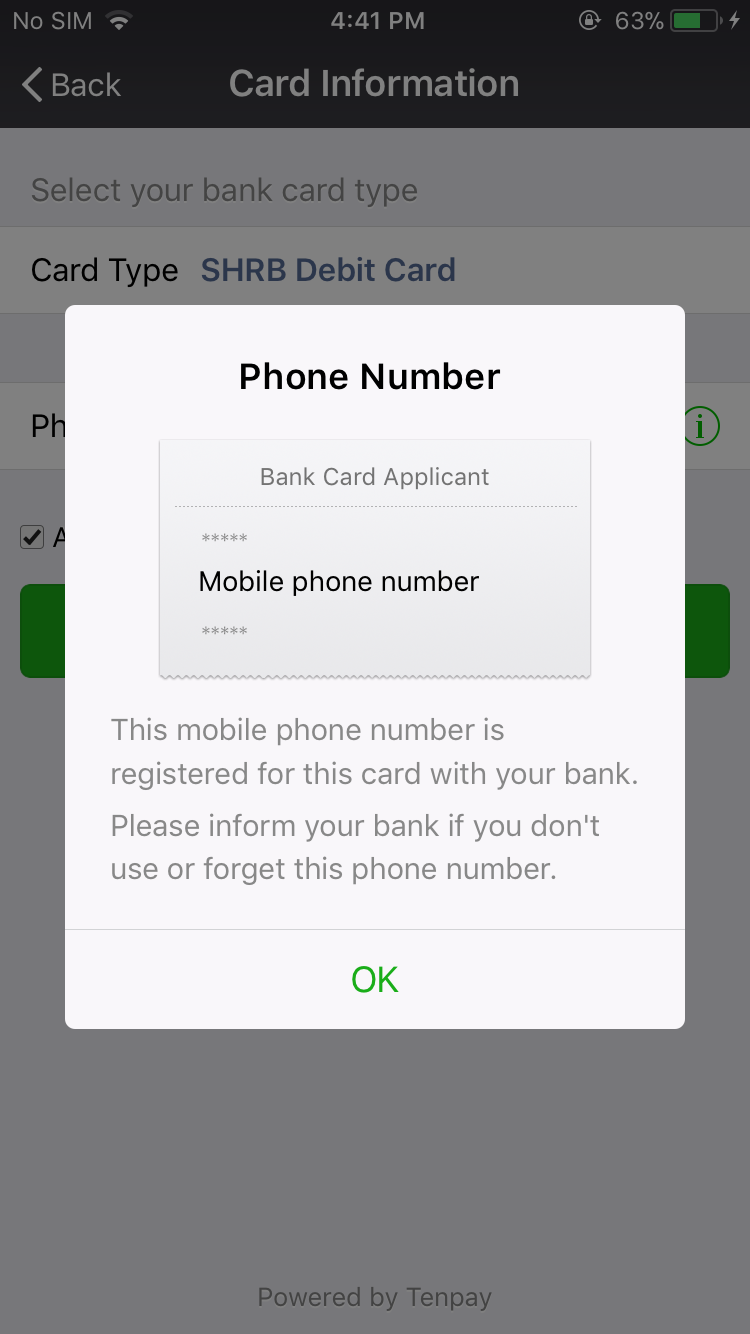 No SIM 4:41 PM 63%
Back Card Information
Select your bank card type
Card Type SHRB Debit Card
Phone Number
Bank Card Applicant
*****
Mobile phone number
*****
This mobile phone number is
registered for this card with your bank.
Please inform your bank if you don't
use or forget this phone number.
OK
Powered by Tenpay